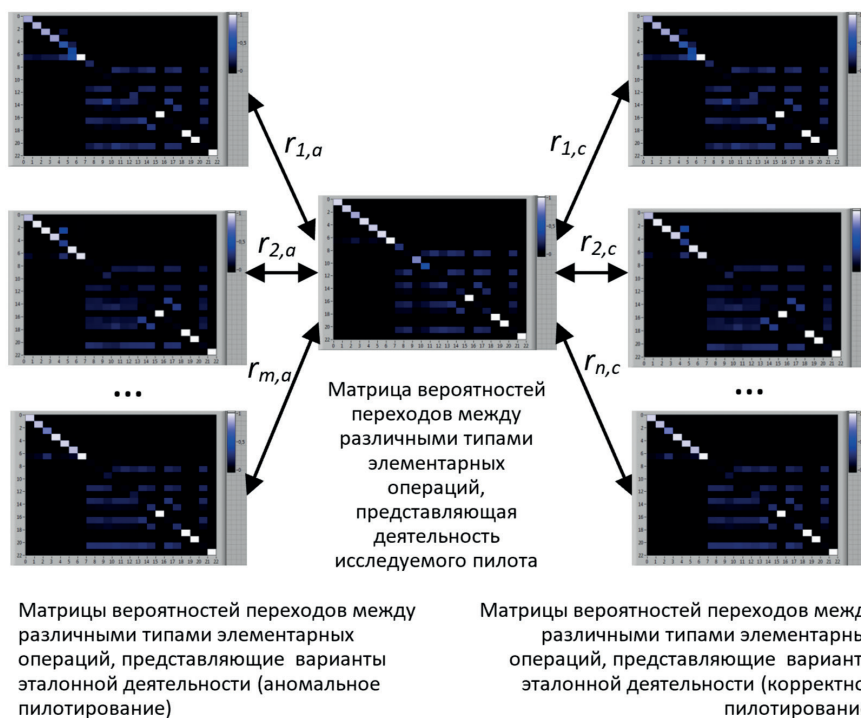 r1,a
r1,c
r2,a
r2,c
rm,a
rn,c
...
...
Матрица вероятностей
переходов между
различными типами
элементарных
операций,
представляющая
деятельность
исследуемого пилота
Матрицы вероятностей переходов между
различными типами элементарных
операций, представляющие варианты
эталонной деятельности (аномальное
пилотирование)
Матрицы вероятностей переходов межд
различными типами элементарны
операций, представляющие вариант
эталонной деятельности (корректно
пилотировани